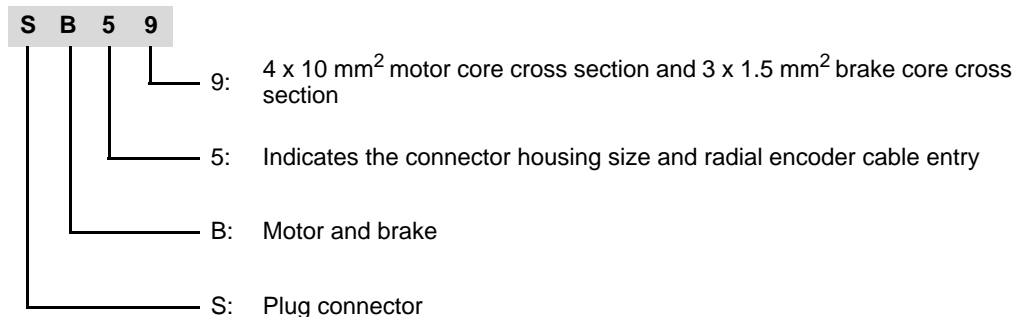 S B 5 9
9: 4 x 10 mm² motor core cross section and 3 x 1.5 mm² brake core cross
section
5: Indicates the connector housing size and radial encoder cable entry
B: Motor and brake
S: Plug connector